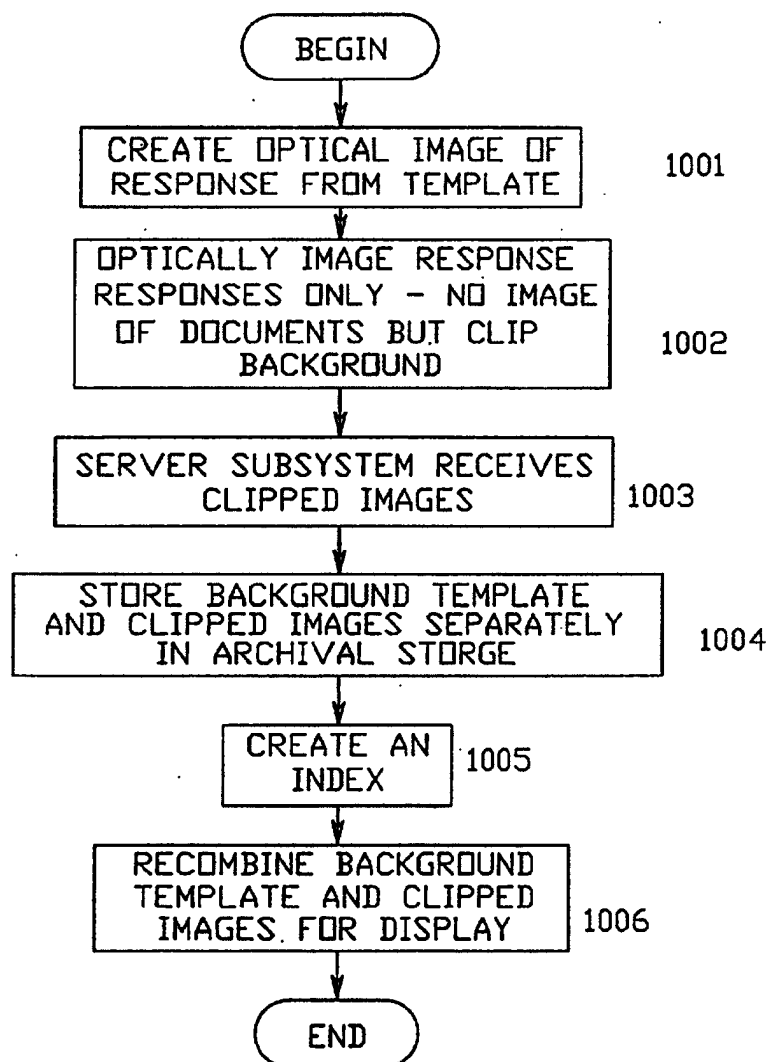 BEGIN
CREATE OPTICAL IMAGE OF
RESPONSE FROM TEMPLATE
1001
OPTICALLY IMAGE RESPONSE
RESPONSES ONLY - NO IMAGE
OF DOCUMENTS BUT CLIP
BACKGROUND
1002
SERVER SUBSYSTEM RECEIVES
CLIPPED IMAGES
1003
STORE BACKGROUND TEMPLATE
AND CLIPPED IMAGES SEPARATELY
IN ARCHIVAL STORGE
1004
CREATE AN
INDEX
1005
RECOMBINE BACKGROUND
TEMPLATE AND CLIPPED
IMAGES FOR DISPLAY
1006
END